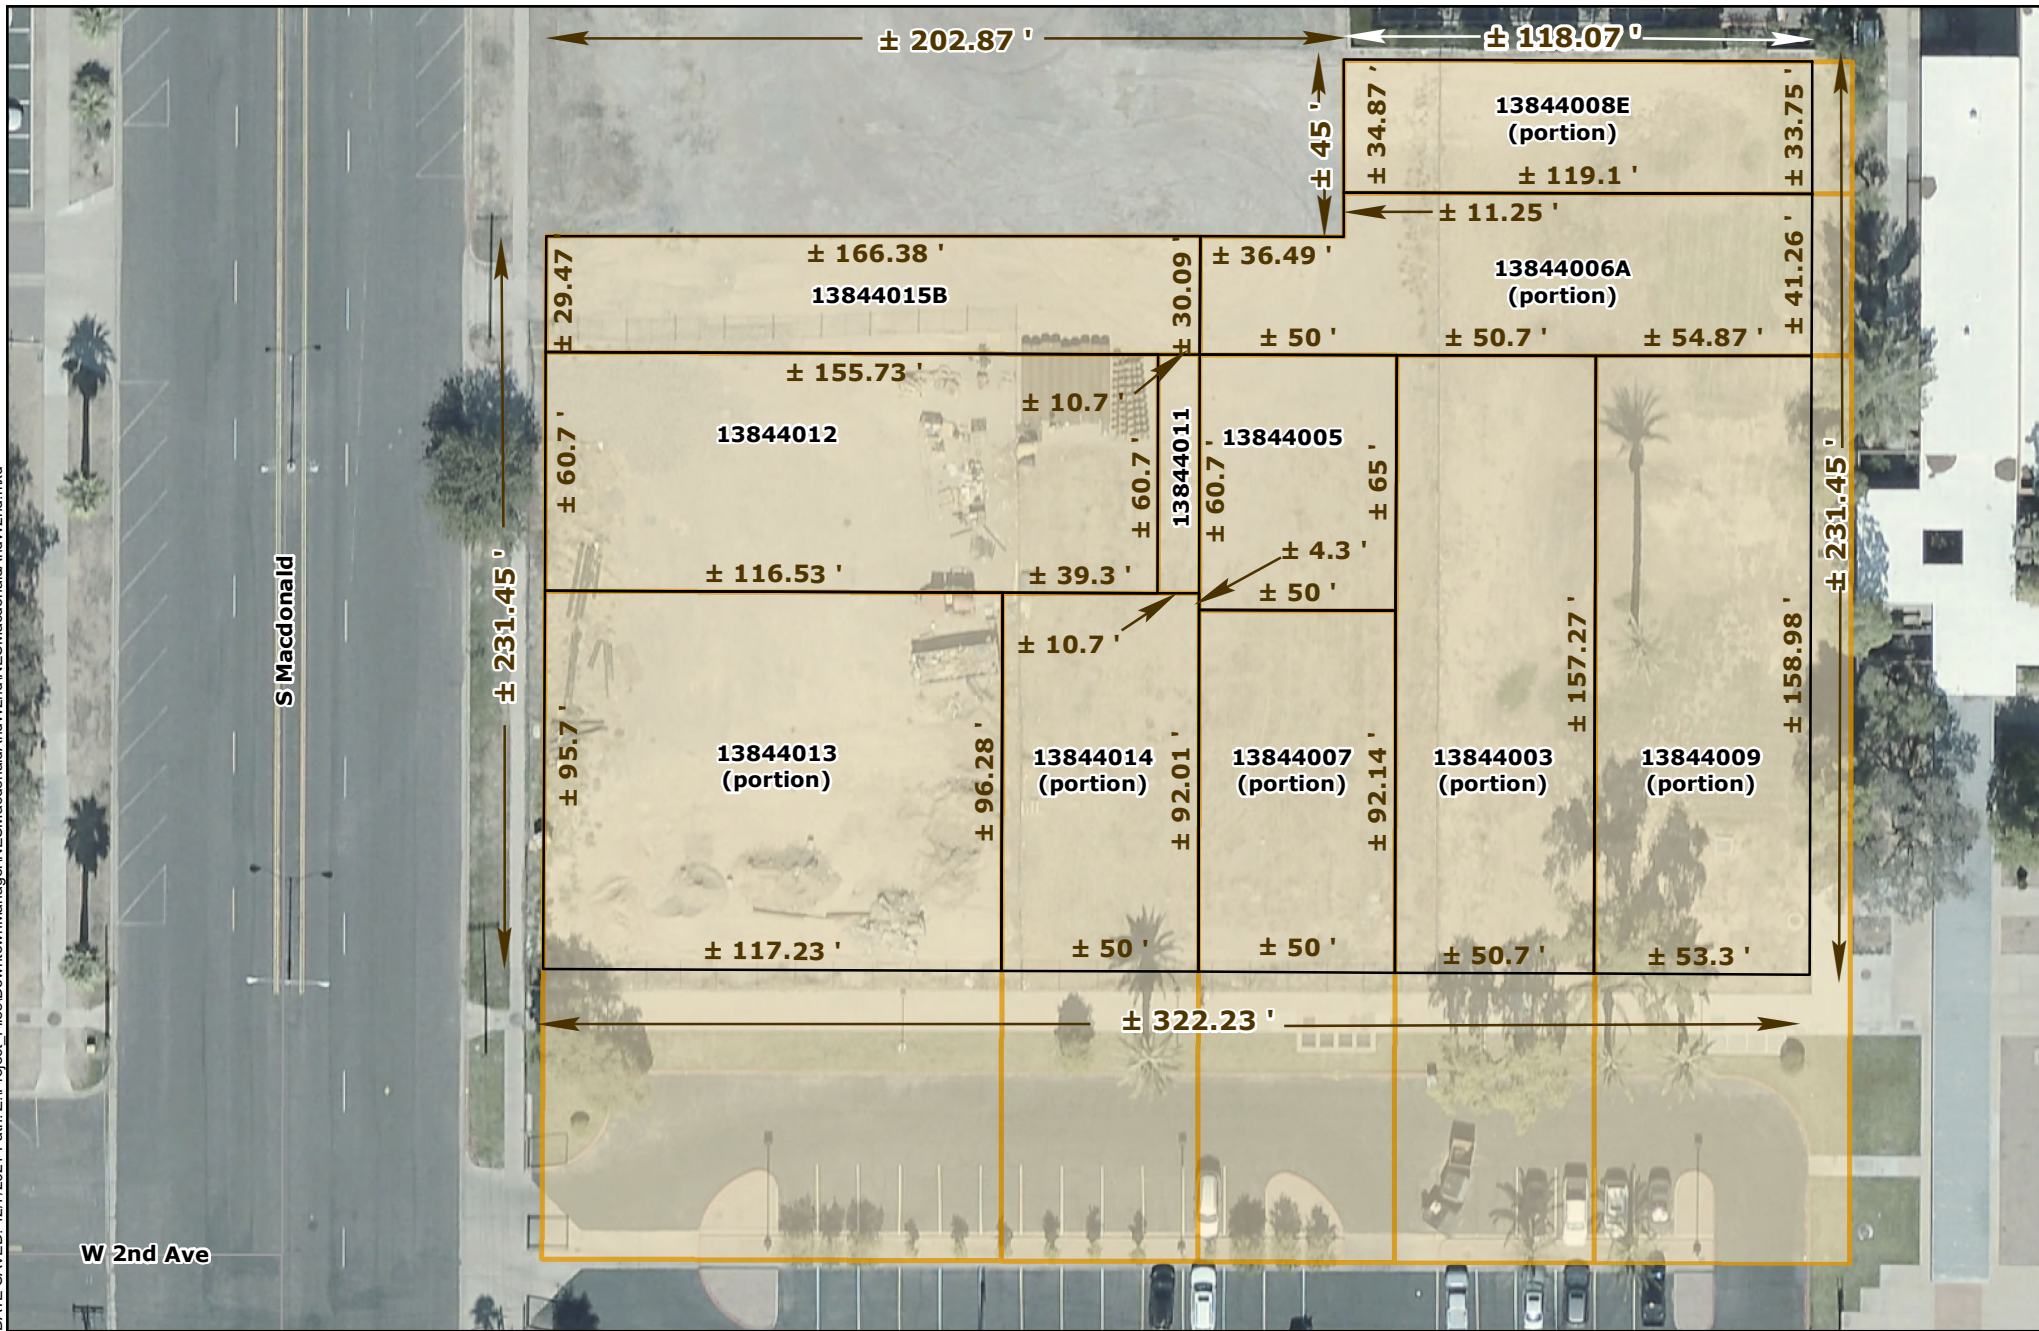 ± 202.87 '
± 118.07 '
± 45 '
± 34.87 '
13844008E
(portion)
± 33.75 '
± 119.1 '
± 11.25 '
± 166.38 '
± 29.47 '
13844015B
± 30.09 '
± 36.49 '
13844006A
(portion)
± 41.26 '
± 50 '
± 50.7 '
± 54.87 '
± 155.73 '
± 10.7 '
13844012
± 60.7 '
± 60.7 '
13844011
± 60.7 '
13844005
± 65 '
± 231.45 '
± 231.45 '
± 116.53 '
± 39.3 '
± 4.3 '
± 50 '
± 10.7 '
S Macdonald
± 95.7 '
13844013
(portion)
± 96.28 '
13844014
(portion)
± 92.01 '
13844007
(portion)
± 92.14 '
13844003
(portion)
± 157.27 '
13844009
(portion)
± 158.98 '
± 117.23 '
± 50 '
± 50 '
± 50.7 '
± 53.3 '
± 322.23 '
W 2nd Ave